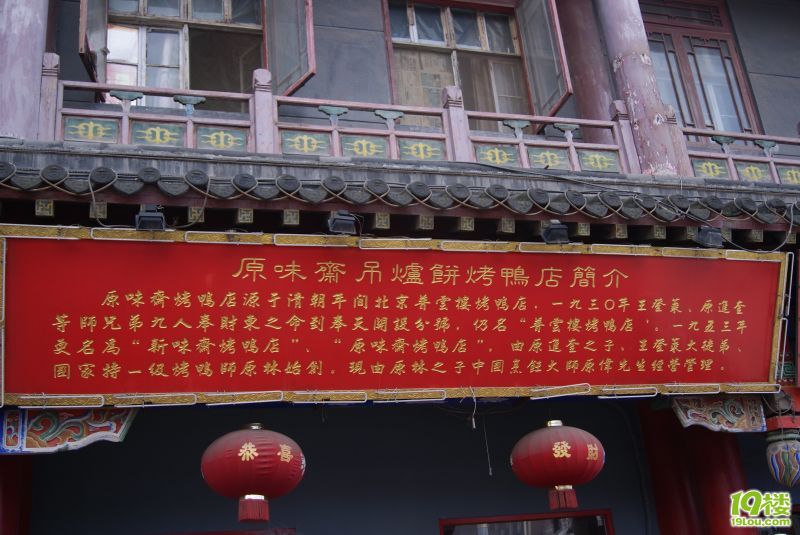 原味齋吊爐餅烤鴨店簡介
原味齋烤鴨店源于清朝年间北京普雲樓烤鴨店，一九三〇年王登萊、原進奎
等師兄弟九人奉財東之命到奉天開設分號，仍名“普雲樓烤鴨店”。一九五三年
更名爲“新味齋烤鴨店”、“原味齋烤鴨店”，由原進奎之子、王登萊大徒弟、
國家特一級烤鴨師原林始創。現由原林之子中國烹飪大師原偉先生經營管理。
恭喜
發財
19楼
19lou.com